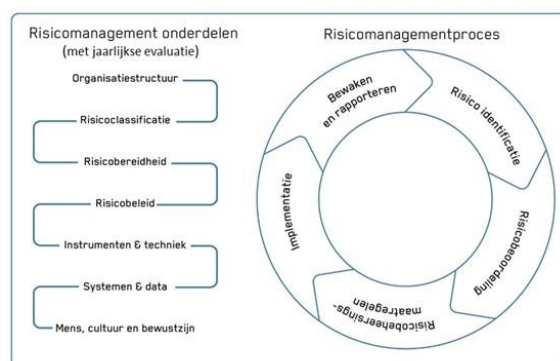 Risicomanagement onderdelen
(met jaarlijkse evaluatie)
Organisatiestructuur
Risicoclassificatie
Risicobereidheid
Risicobeleid
Instrumenten & techniek
Systemen & data
Mens, cultuur en bewustzijn
Risicomanagementproces
Bewaken
en rapporteren
Risico identificatie
Risicobeoordeling
Risicobeheersings-
maatregelen
Implementatie